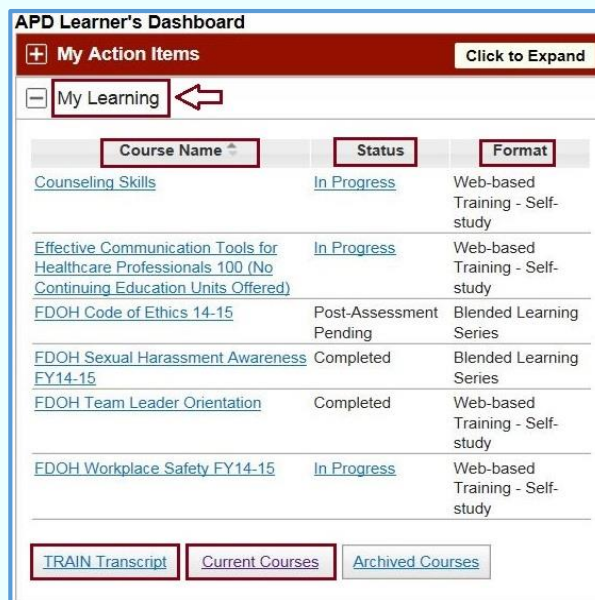 APD Learner's Dashboard
My Action Items
Click to Expand
My Learning
Course Name Status Format
Counseling Skills In Progress Web-based
Training - Self-
study
Effective Communication Tools for In Progress Web-based
Healthcare Professionals 100 (No Training - Self-
Continuing Education Units Offered) study
FDOH Code of Ethics 14-15 Post-Assessment Blended Learning
Pending Series
FDOH Sexual Harassment Awareness Completed Blended Learning
FY14-15 Series
FDOH Team Leader Orientation Completed Web-based
Training - Self-
study
FDOH Workplace Safety FY14-15 In Progress Web-based
Training - Self-
study
TRAIN Transcript Current Courses Archived Courses